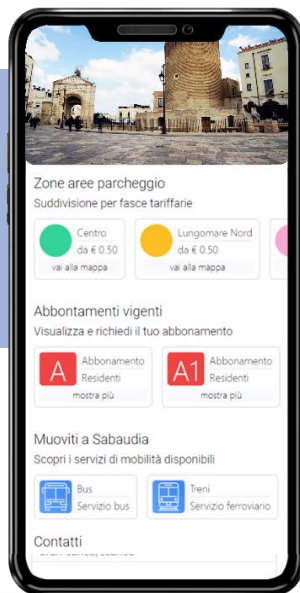 Zone aree parcheggio
Suddivisione per fasce tariffarie
Centro
da € 0.50
vai alla mappa
Lungomare Nord
da € 0.50
vai alla mappa
Abbontamenti vigenti
Visualizza e richiedi il tuo abbonamento
A
Abbonamento
Residenti
mostra più
A1
Abbonamento
Residenti
mostra più
Muoviti a Sabaudia
Scopri i servizi di mobilità disponibili
Bus
Servizio bus
Treni
Servizio ferroviario
Contatti